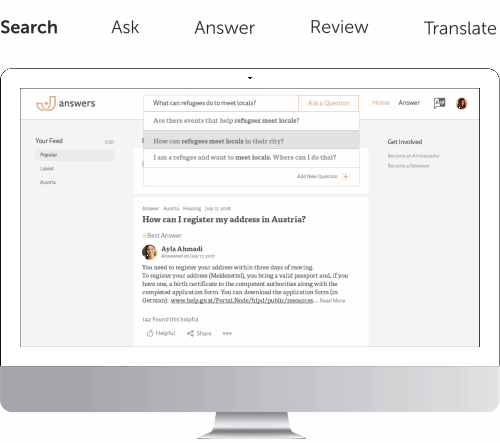 Search Ask Answer Review Translate
answers What can refugees do to meet locals? Ask a Question Home Answer
Are there events that help refugees meet locals?
How can refugees meet locals in their city?
I am a refugee and want to meet locals. Where can I do that?
Add New Question +
Your Feed Edit
Popular
Latest
Austria
Get Involved
Become an Ambassador
Become a Reviewer
Answer Austria Housing July 17, 2018
How can I register my address in Austria?
Best Answer
Ayla Ahmadi
Answered on July 17, 2017
You need to register your address within three days of moving.
To register your address (Meldezettel), you bring a valid passport and, if you
have one, a birth certificate to the competent authorities along with the
completed application form. You can download the application form (in
German): www.help.gv.at/Portal.Node/hlpd/public/resources... Read More
142 Found this helpful
Helpful Share